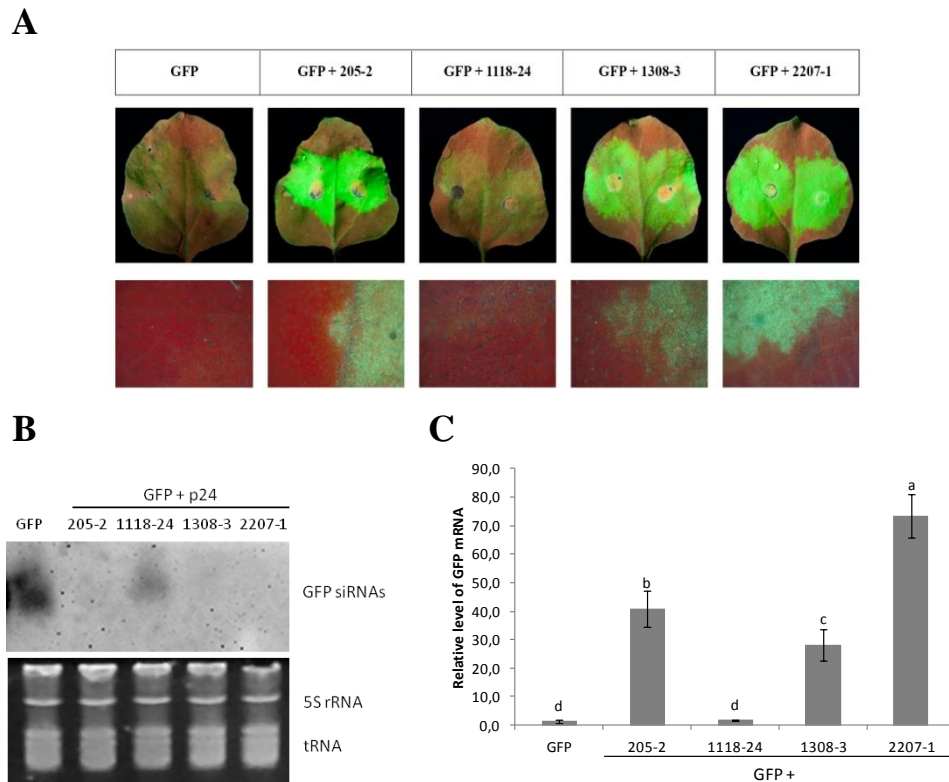 A
GFP
GFP + 205-2
GFP + 1118-24
GFP + 1308-3
GFP + 2207-1
B
GFP + p24
GFP 205-2 1118-24 1308-3 2207-1
GFP siRNAs
5S rRNA
tRNA
C
Relative level of GFP mRNA
90,0
80,0
70,0
60,0
50,0
40,0
30,0
20,0
10,0
0,0
d
b
d
c
a
GFP 205-2 1118-24 1308-3 2207-1
GFP +